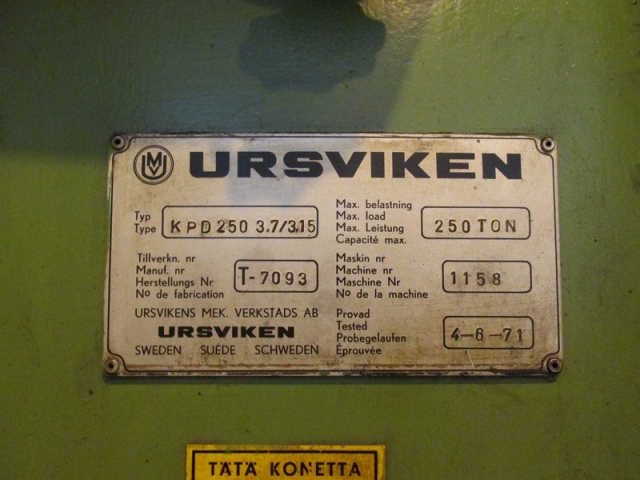 UMV URSVIKEN
Typ
Type
KPD250 3.7/3.15
Max. belastning
Max. load
Max. Leistung
Capacité max.
250 TON
Tillverkn. nr
Manuf. nr
Herstellungs Nr
No de fabrication
T-7093
Maskin nr
Machine nr
Maschine Nr
No de la machine
1158
URSVIKENS MEK. VERKSTADS AB
URSVIKEN
SWEDEN SUÈDE SCHWEDEN
Provad
Tested
Probegelaufen
Éprouvée
4-6-71
TÄTÄ KONETTA